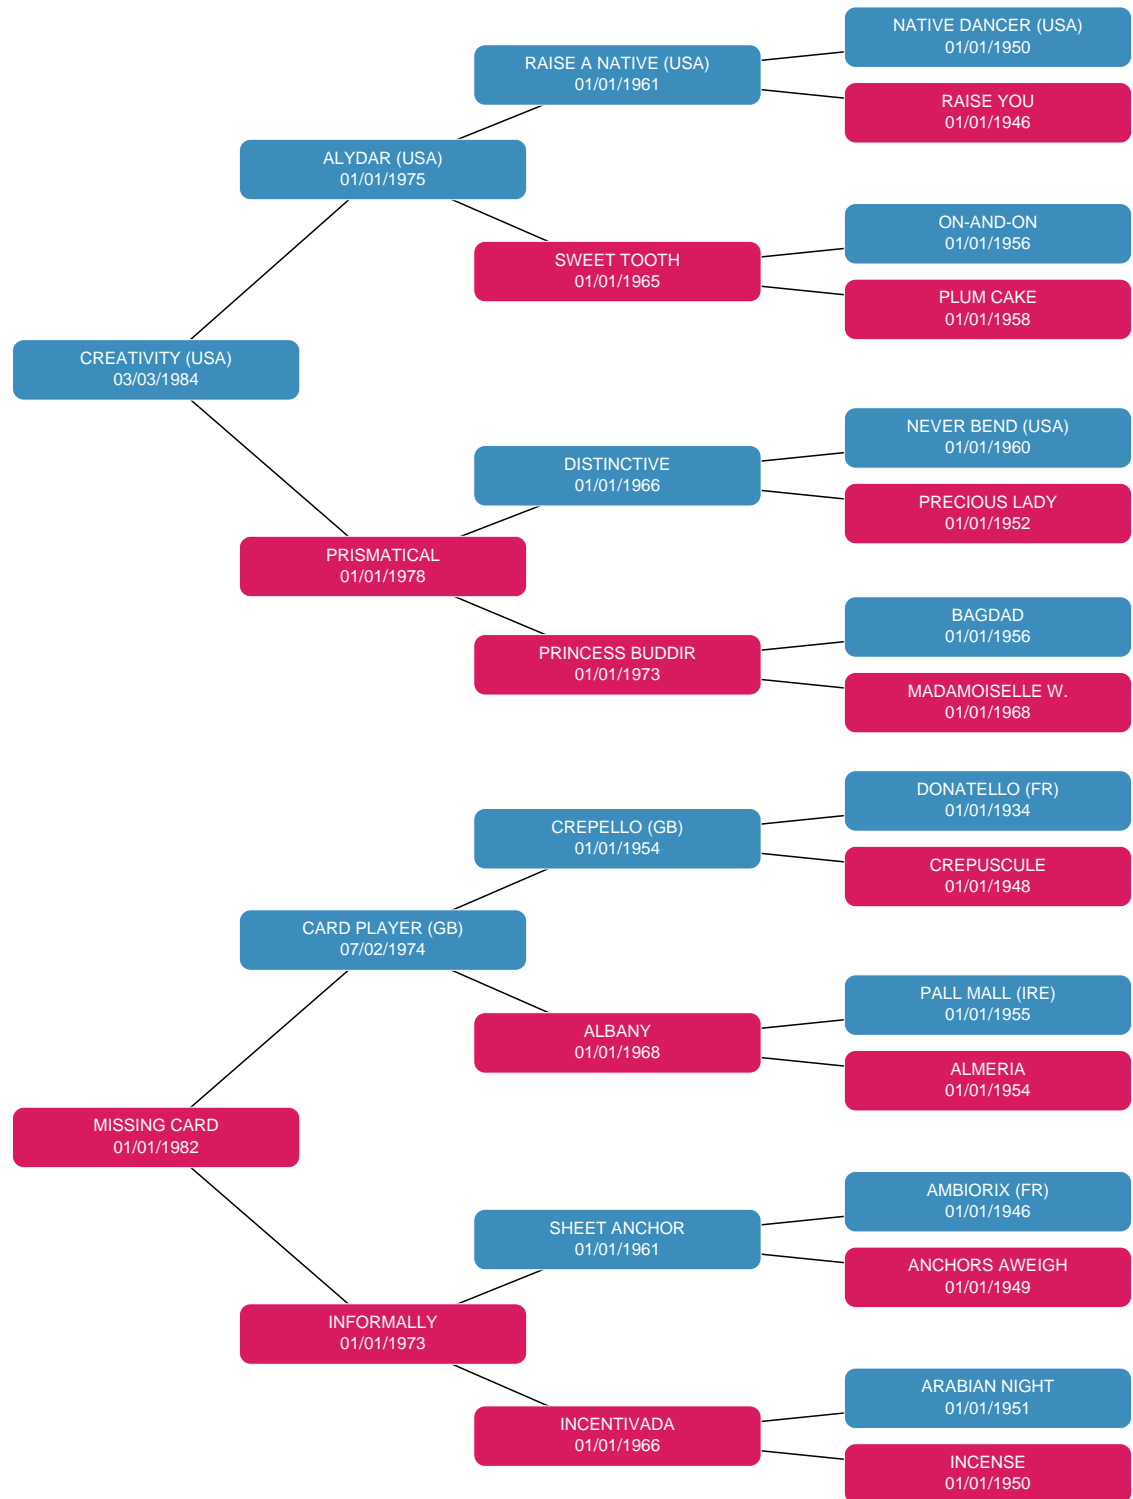 NATIVE DANCER (USA)
01/01/1950
RAISE A NATIVE (USA)
01/01/1961
RAISE YOU
01/01/1946
ALYDAR (USA)
01/01/1975
ON-AND-ON
01/01/1956
SWEET TOOTH
01/01/1965
PLUM CAKE
01/01/1958
CREATIVITY (USA)
03/03/1984
NEVER BEND (USA)
01/01/1960
DISTINCTIVE
01/01/1966
PRECIOUS LADY
01/01/1952
PRISMATICAL
01/01/1978
BAGDAD
01/01/1956
PRINCESS BUDDIR
01/01/1973
MADAMOISELLE W.
01/01/1968
DONATELLO (FR)
01/01/1934
CREPELLO (GB)
01/01/1954
CREPUSCULE
01/01/1948
CARD PLAYER (GB)
07/02/1974
PALL MALL (IRE)
01/01/1955
ALBANY
01/01/1968
ALMERIA
01/01/1954
MISSING CARD
01/01/1982
AMBIORIX (FR)
01/01/1946
SHEET ANCHOR
01/01/1961
ANCHORS AWEIGH
01/01/1949
INFORMALLY
01/01/1973
ARABIAN NIGHT
01/01/1951
INCENTIVADA
01/01/1966
INCENSE
01/01/1950